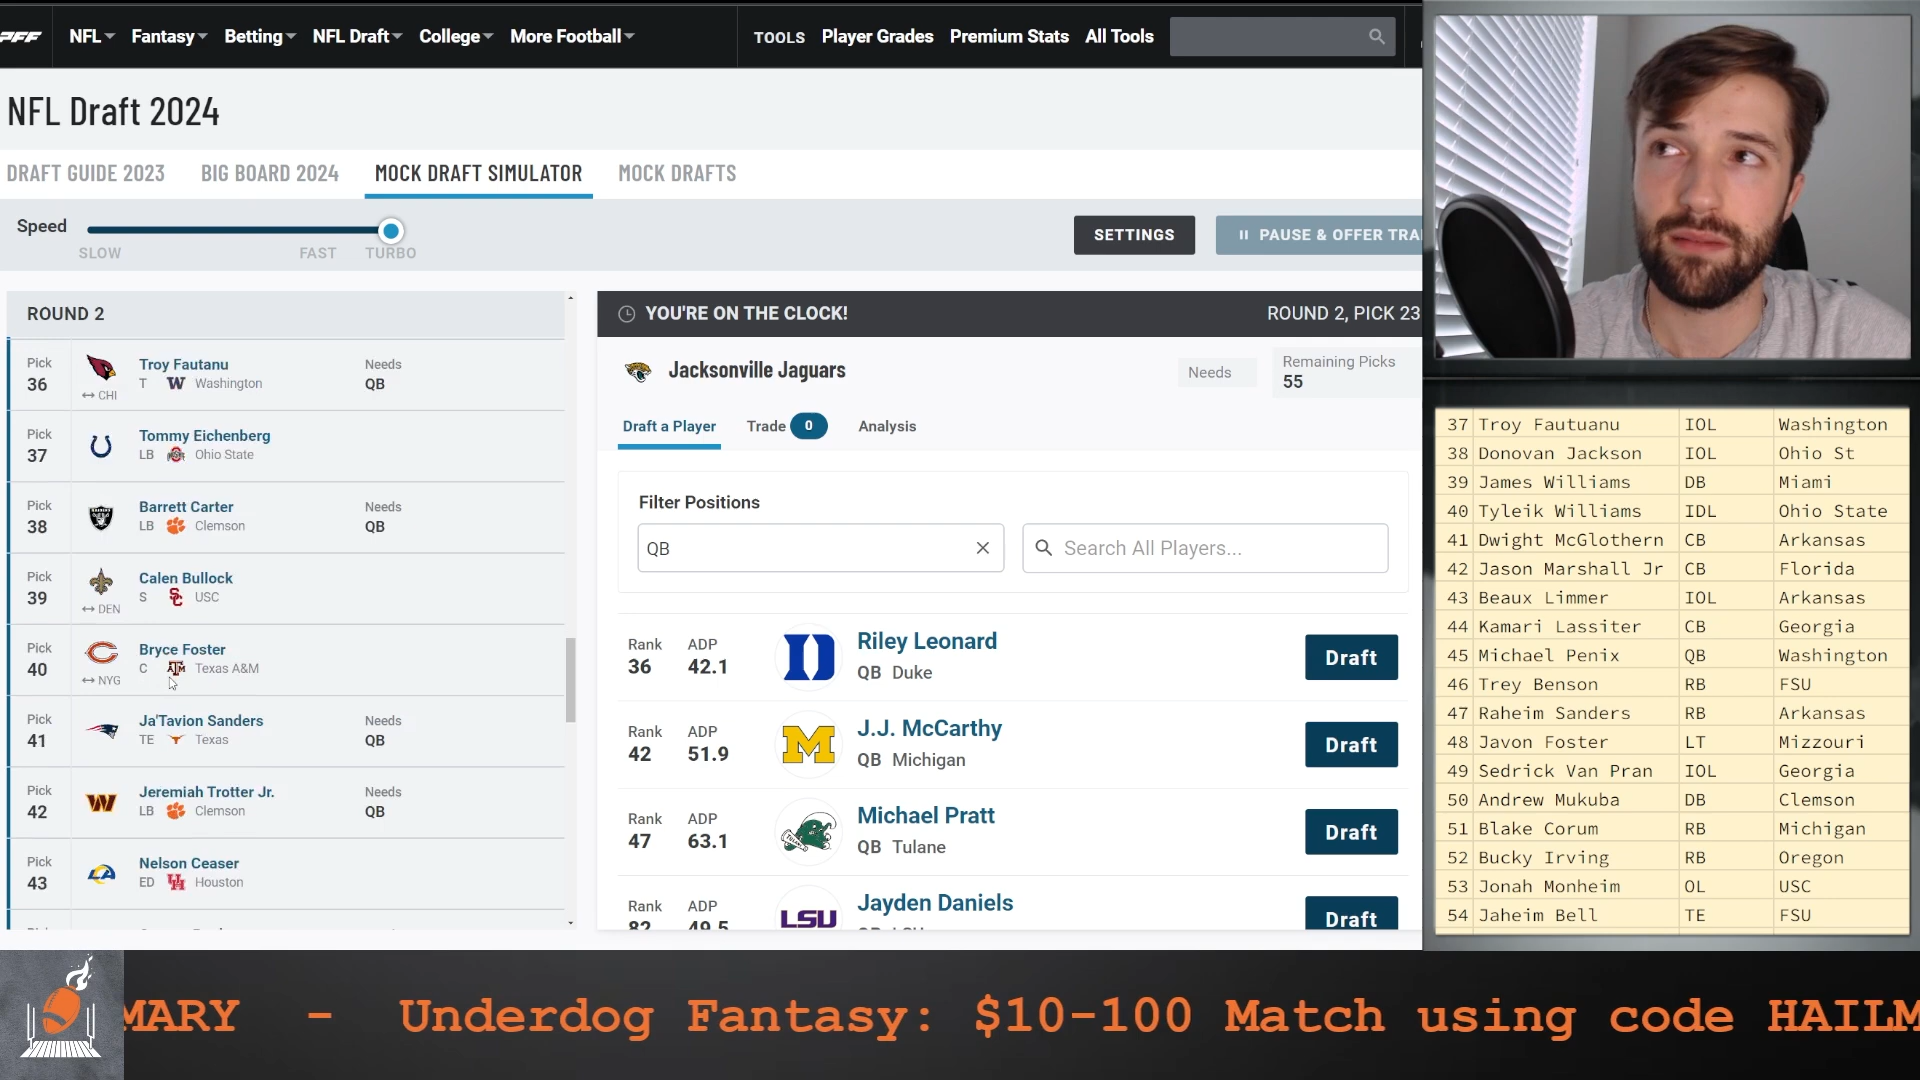 PFF
NFL
Fantasy
Betting
NFL Draft
College
More Football
TOOLS
Player Grades
Premium Stats
All Tools
NFL Draft 2024
DRAFT GUIDE 2023
BIG BOARD 2024
MOCK DRAFT SIMULATOR
MOCK DRAFTS
Speed
SLOW
FAST
TURBO
SETTINGS
PAUSE & OFFER TRA
ROUND 2
Pick 36
CHI
Troy Fautanu
T W Washington
Needs
QB
Pick 37
Tommy Eichenberg
LB Ohio State
Pick 38
Barrett Carter
LB Clemson
Needs
QB
Pick 39
DEN
Calen Bullock
S SC USC
Pick 40
NYG
Bryce Foster
C ATM Texas A&M
Pick 41
Ja'Tavion Sanders
TE Texas
Needs
QB
Pick 42
W
Jeremiah Trotter Jr.
LB Clemson
Needs
QB
Pick 43
Nelson Ceaser
ED UH Houston
YOU'RE ON THE CLOCK!
ROUND 2, PICK 23
Jacksonville Jaguars
Needs
Remaining Picks
55
Draft a Player
Trade 0
Analysis
Filter Positions
QB
Search All Players...
Rank 36
ADP 42.1
D
Riley Leonard
QB Duke
Draft
Rank 42
ADP 51.9
M
J.J. McCarthy
QB Michigan
Draft
Rank 47
ADP 63.1
Michael Pratt
QB Tulane
Draft
Rank 82
ADP 49.5
LSU
Jayden Daniels
QB LSU
Draft
37 Troy Fautuanu IOL Washington
38 Donovan Jackson IOL Ohio St
39 James Williams DB Miami
40 Tyleik Williams IDL Ohio State
41 Dwight McGlothern CB Arkansas
42 Jason Marshall Jr CB Florida
43 Beaux Limmer IOL Arkansas
44 Kamari Lassiter CB Georgia
45 Michael Penix QB Washington
46 Trey Benson RB FSU
47 Raheim Sanders RB Arkansas
48 Javon Foster LT Mizzouri
49 Sedrick Van Pran IOL Georgia
50 Andrew Mukuba DB Clemson
51 Blake Corum RB Michigan
52 Bucky Irving RB Oregon
53 Jonah Monheim OL USC
54 Jaheim Bell TE FSU
MARY - Underdog Fantasy: $10-100 Match using code HAILM